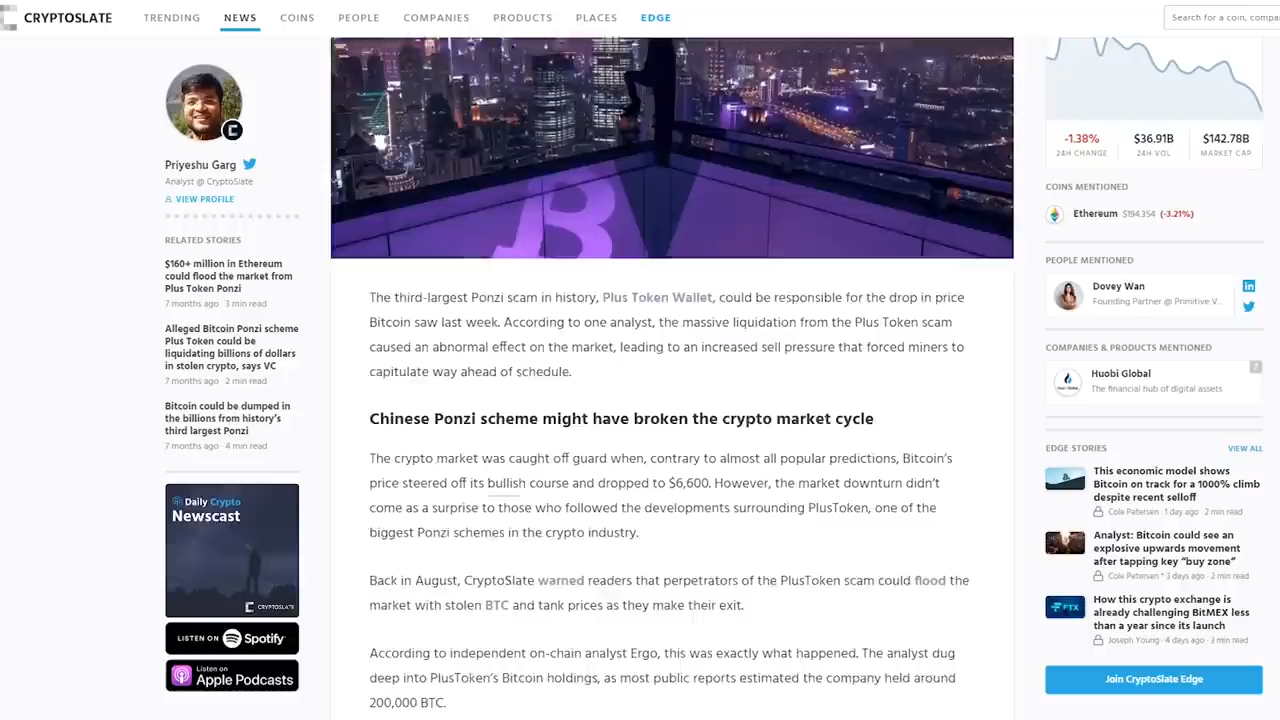 CRYPTOSLATE
TRENDING NEWS COINS PEOPLE COMPANIES PRODUCTS PLACES EDGE
Search for a coin, compa
Priyeshu Garg
Analyst @ CryptoSlate
VIEW PROFILE
RELATED STORIES
$160+ million in Ethereum
could flood the market from
Plus Token Ponzi
7 months ago · 3 min read
Alleged Bitcoin Ponzi scheme
Plus Token could be
liquidating billions of dollars
in stolen crypto, says VC
7 months ago · 2 min read
Bitcoin could be dumped in
the billions from history's
third largest Ponzi
7 months ago · 4 min read
Daily Crypto
Newscast
CRYPTOSLATE
LISTEN ON Spotify
Listen on
Apple Podcasts
The third-largest Ponzi scam in history, Plus Token Wallet, could be responsible for the drop in price
Bitcoin saw last week. According to one analyst, the massive liquidation from the Plus Token scam
caused an abnormal effect on the market, leading to an increased sell pressure that forced miners to
capitulate way ahead of schedule.
Chinese Ponzi scheme might have broken the crypto market cycle
The crypto market was caught off guard when, contrary to almost all popular predictions, Bitcoin's
price steered off its bullish course and dropped to $6,600. However, the market downturn didn't
come as a surprise to those who followed the developments surrounding PlusToken, one of the
biggest Ponzi schemes in the crypto industry.
Back in August, CryptoSlate warned readers that perpetrators of the PlusToken scam could flood the
market with stolen BTC and tank prices as they make their exit.
According to independent on-chain analyst Ergo, this was exactly what happened. The analyst dug
deep into PlusToken's Bitcoin holdings, as most public reports estimated the company held around
200,000 BTC.
-1.38% $36.91B $142.78B
24H CHANGE 24H VOL MARKET CAP
COINS MENTIONED
Ethereum $194.354 (-3.21%)
PEOPLE MENTIONED
Dovey Wan
Founding Partner @ Primitive V...
COMPANIES & PRODUCTS MENTIONED
Huobi Global
The financial hub of digital assets
EDGE STORIES VIEW ALL
This economic model shows
Bitcoin on track for a 1000% climb
despite recent selloff
Cole Petersen · 1 day ago · 2 min read
Analyst: Bitcoin could see an
explosive upwards movement
after tapping key "buy zone"
Cole Petersen · 3 days ago · 2 min read
FTX
How this crypto exchange is
already challenging BitMEX less
than a year since its launch
Joseph Young · 4 days ago · 3 min read
Join CryptoSlate Edge